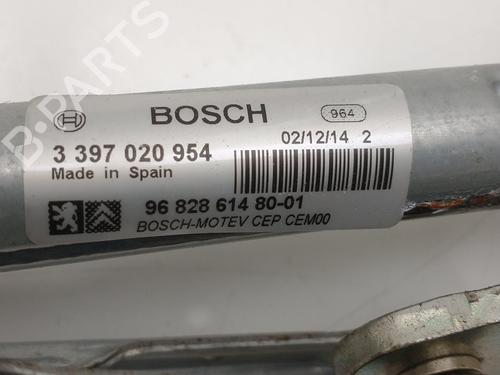 BOSCH
964
3 397 020 954
02/12/14 2
Made in Spain
96 828 614 80-01
BOSCH-MOTEV CEP CEM00
B-PARTS